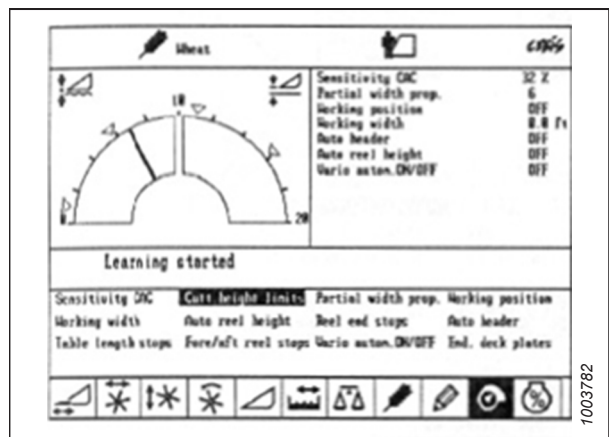 Wheat
CEBIS
10
0
20
Sensitivity CAC 32 %
Partial width prop. 6
Working position OFF
Working width 0.0 Ft
Auto header OFF
Auto reel height OFF
Vario autom.ON/OFF OFF
Learning started
Sensitivity CAC Cutt.height limits Partial width prop. Working position
Working width Auto reel height Reel end stops Auto header
Table length stops Fore/aft reel stops Vario autom.ON/OFF End. deck plates
%
1003782